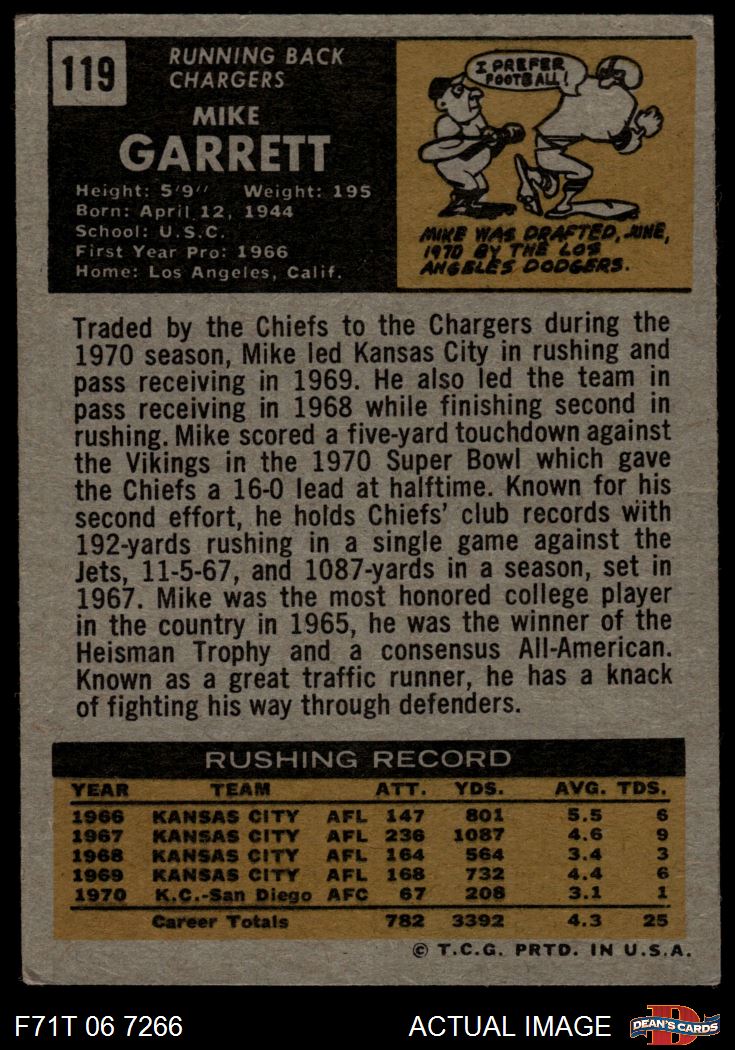 119
RUNNING BACK
CHARGERS
MIKE
GARRETT
Height: 5'9" Weight: 195
Born: April 12, 1944
School: U.S.C.
First Year Pro: 1966
Home: Los Angeles, Calif.
I PREFER
FOOTBALL!
MIKE WAS DRAFTED, JUNE,
1970 BY THE LOS
ANGELES DODGERS.
Traded by the Chiefs to the Chargers during the
1970 season, Mike led Kansas City in rushing and
pass receiving in 1969. He also led the team in
pass receiving in 1968 while finishing second in
rushing. Mike scored a five-yard touchdown against
the Vikings in the 1970 Super Bowl which gave
the Chiefs a 16-0 lead at halftime. Known for his
second effort, he holds Chiefs' club records with
192-yards rushing in a single game against the
Jets, 11-5-67, and 1087-yards in a season, set in
1967. Mike was the most honored college player
in the country in 1965, he was the winner of the
Heisman Trophy and a consensus All-American.
Known as a great traffic runner, he has a knack
of fighting his way through defenders.
RUSHING RECORD
YEAR TEAM ATT. YDS. AVG. TDS.
1966 KANSAS CITY AFL 147 801 5.5 6
1967 KANSAS CITY AFL 236 1087 4.6 9
1968 KANSAS CITY AFL 164 564 3.4 3
1969 KANSAS CITY AFL 168 732 4.4 6
1970 K.C.-San Diego AFC 67 208 3.1 1
Career Totals 782 3392 4.3 25
© T.C.G. PRTD. IN U.S.A.
F71T 06 7266 ACTUAL IMAGE
D
DEAN'S CARDS